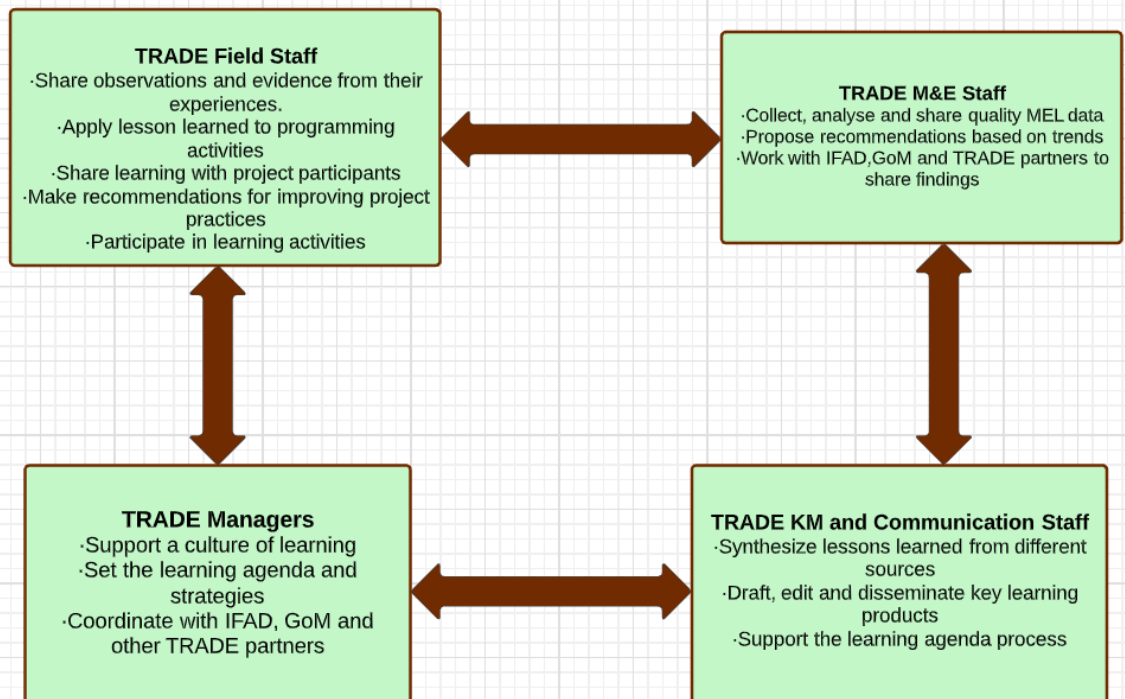 TRADE Field Staff
·Share observations and evidence from their
experiences.
·Apply lesson learned to programming
activities
·Share learning with project participants
·Make recommendations for improving project
practices
·Participate in learning activities
TRADE M&E Staff
·Collect, analyse and share quality MEL data
·Propose recommendations based on trends
·Work with IFAD,GoM and TRADE partners to
share findings
TRADE Managers
·Support a culture of learning
·Set the learning agenda and
strategies
·Coordinate with IFAD, GoM and
other TRADE partners
TRADE KM and Communication Staff
·Synthesize lessons learned from different
sources
·Draft, edit and disseminate key learning
products
·Support the learning agenda process